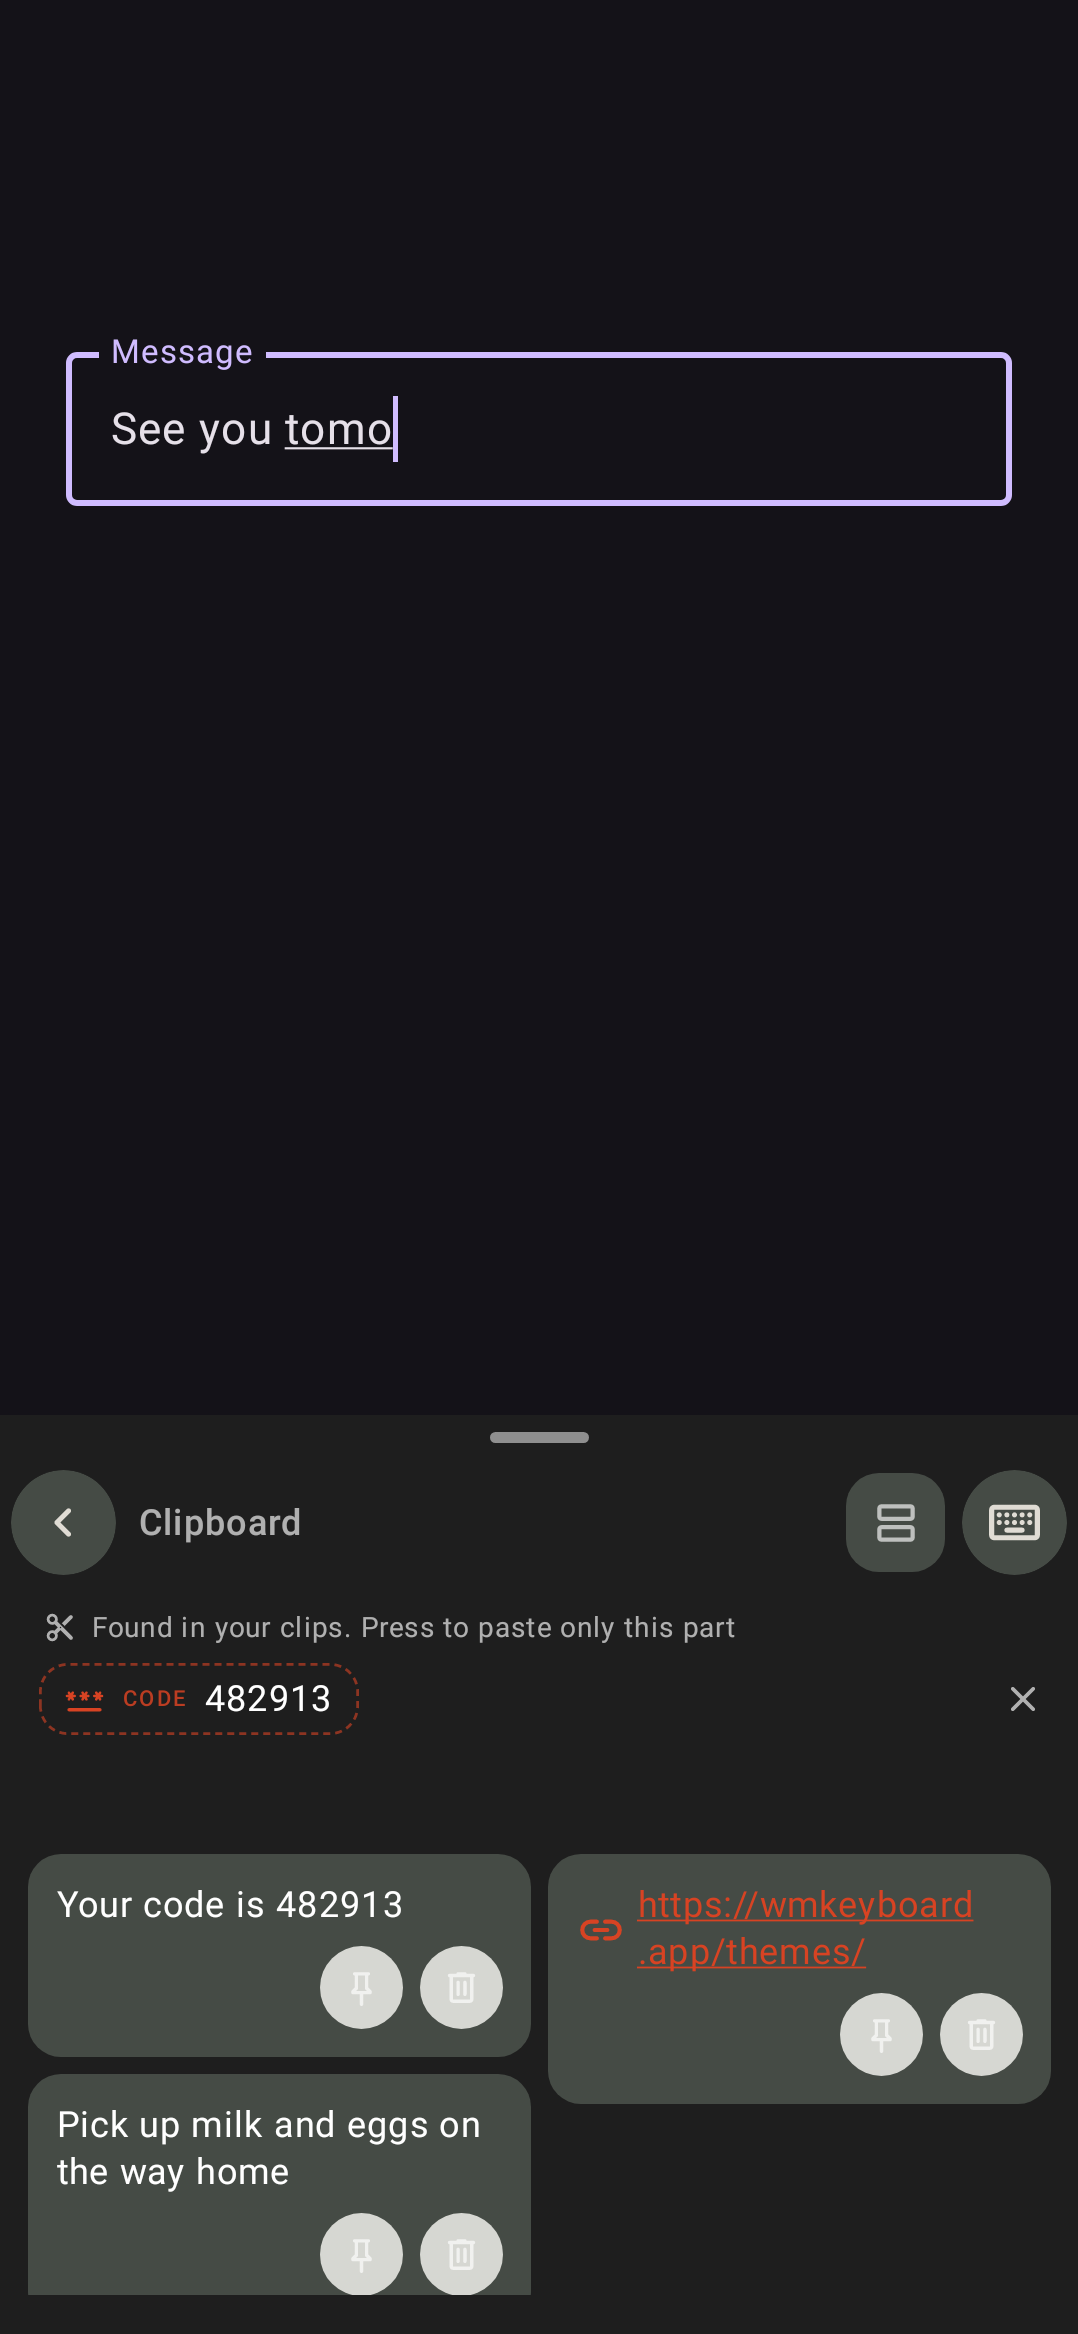 Message
See you tomo
Clipboard
Found in your clips. Press to paste only this part
*** CODE 482913
Your code is 482913
https://wmkeyboard
.app/themes/
Pick up milk and eggs on
the way home